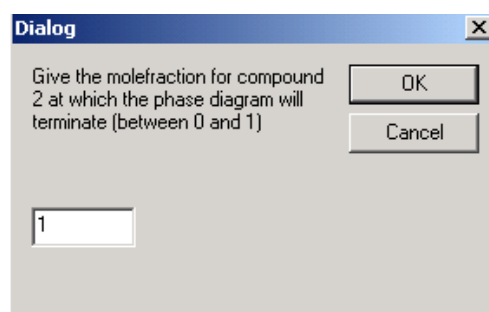 Dialog
Give the molefraction for compound
2 at which the phase diagram will
terminate (between 0 and 1)
OK
Cancel
1